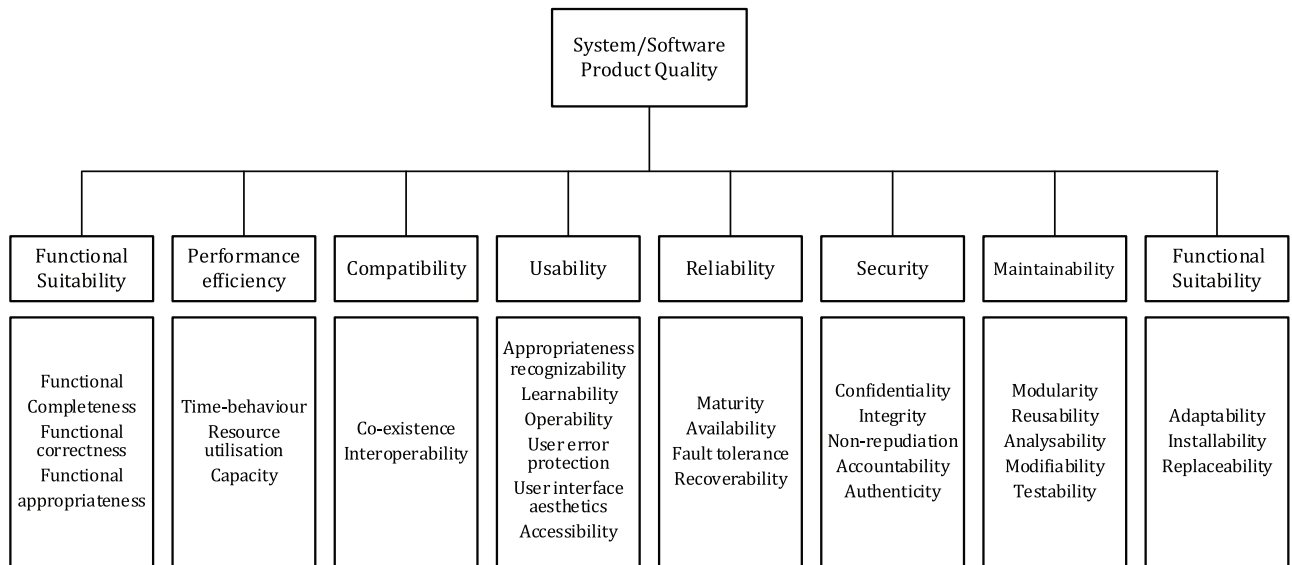 System/Software
Product Quality
Functional
Suitability
Performance
efficiency
Compatibility
Usability
Reliability
Security
Maintainability
Functional
Suitability
Functional
Completeness
Functional
correctness
Functional
appropriateness
Time-behaviour
Resource
utilisation
Capacity
Co-existence
Interoperability
Appropriateness
recognizability
Learnability
Operability
User error
protection
User interface
aesthetics
Accessibility
Maturity
Availability
Fault tolerance
Recoverability
Confidentiality
Integrity
Non-repudiation
Accountability
Authenticity
Modularity
Reusability
Analysability
Modifiability
Testability
Adaptability
Installability
Replaceability